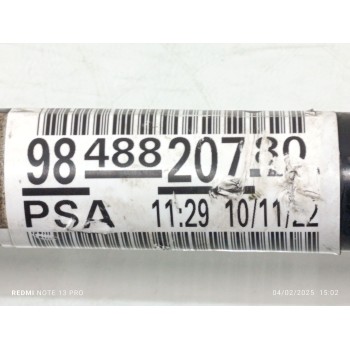 98 488 207 80
PSA 11:29 10/11/22
REDMI NOTE 13 PRO
04/02/2025 15:02